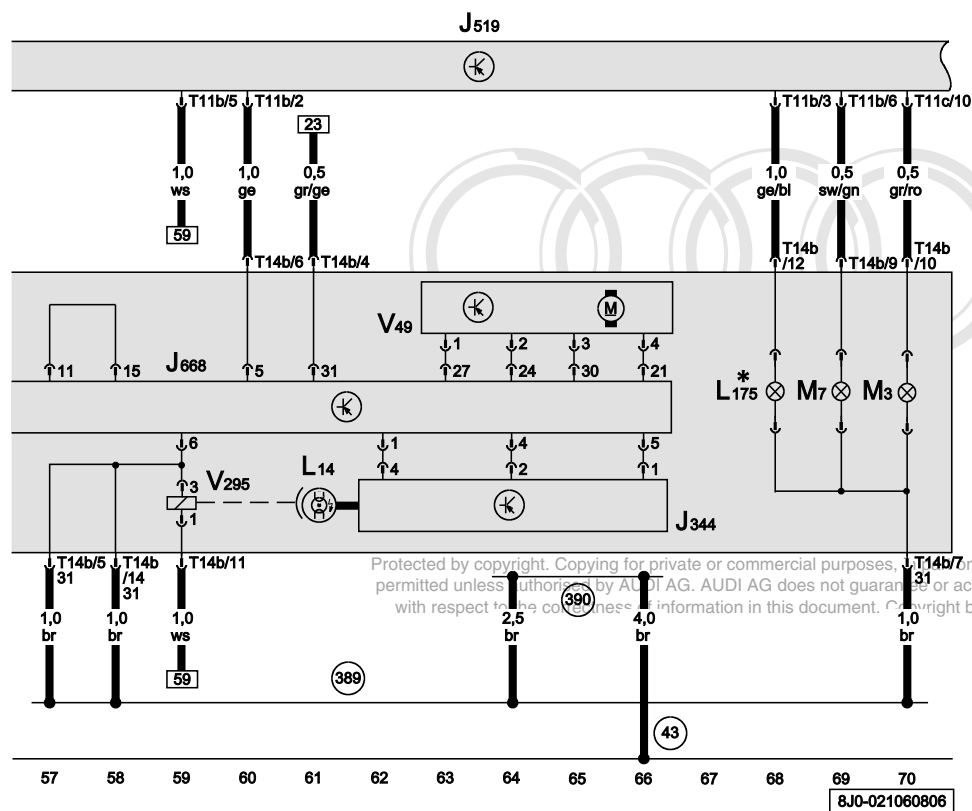 J519
T11b/5 T11b/2 T11b/3 T11b/6 T11c/10
23
1,0 1,0 0,5 1,0 0,5 0,5
ws ge gr/ge ge/bl sw/gn gr/ro
59
T14b/6 T14b/4 T14b/12 T14b/9 T14b/10
V49 M
1 2 3 4
11 15 J668 5 31 27 24 30 21
L175* M7 M3
6 1 4 5
4 2 1
3 V295 L14
1 J344
T14b/5 T14b/14 T14b/11 T14b/7
31 31 31
Protected by copyright. Copying for private or commercial purposes,
permitted unless authorised by AUDI AG. AUDI AG does not guarantee or ac
with respect to the correctness of information in this document. Copyright b
390
1,0 1,0 1,0 2,5 4,0 1,0
br br ws br br br
59
389
43
57 58 59 60 61 62 63 64 65 66 67 68 69 70
8J0-021060806